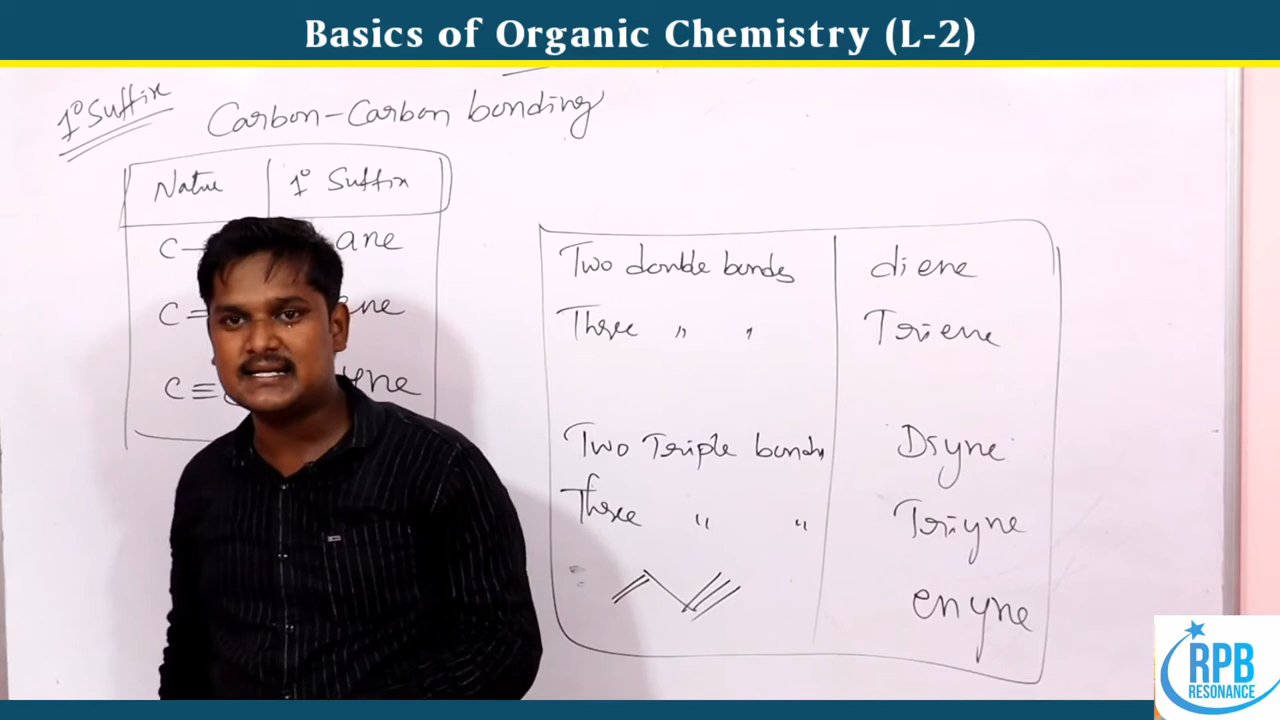 Basics of Organic Chemistry (L-2)
1° Suffix
Carbon-Carbon bonding
Nature | 1° Suffix
C— ane
C= ene
C≡ yne
Two double bonds | diene
Three " " | Triene
Two Triple bonds | Diyne
Three " " | Triyne
enyne
RPB
RESONANCE